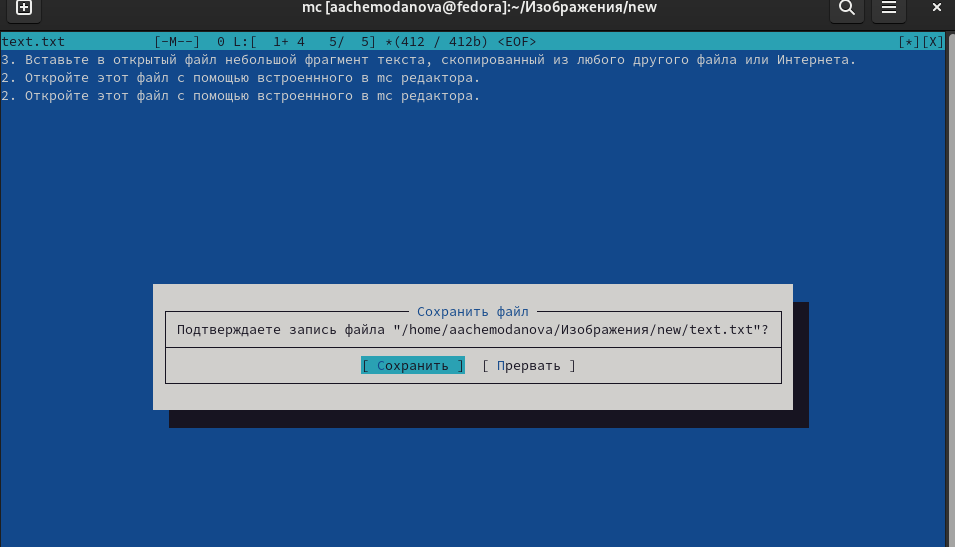 mc [aachemodanova@fedora]:~/Изображения/new
text.txt [-M--] 0 L:[ 1+ 4 5/ 5] *(412 / 412b) <EOF> [*][X]
3. Вставьте в открытый файл небольшой фрагмент текста, скопированный из любого другого файла или Интернета.
2. Откройте этот файл с помощью встроеннного в mc редактора.
2. Откройте этот файл с помощью встроеннного в mc редактора.
Сохранить файл
Подтверждаете запись файла "/home/aachemodanova/Изображения/new/text.txt"?
[ Сохранить ] [ Прервать ]